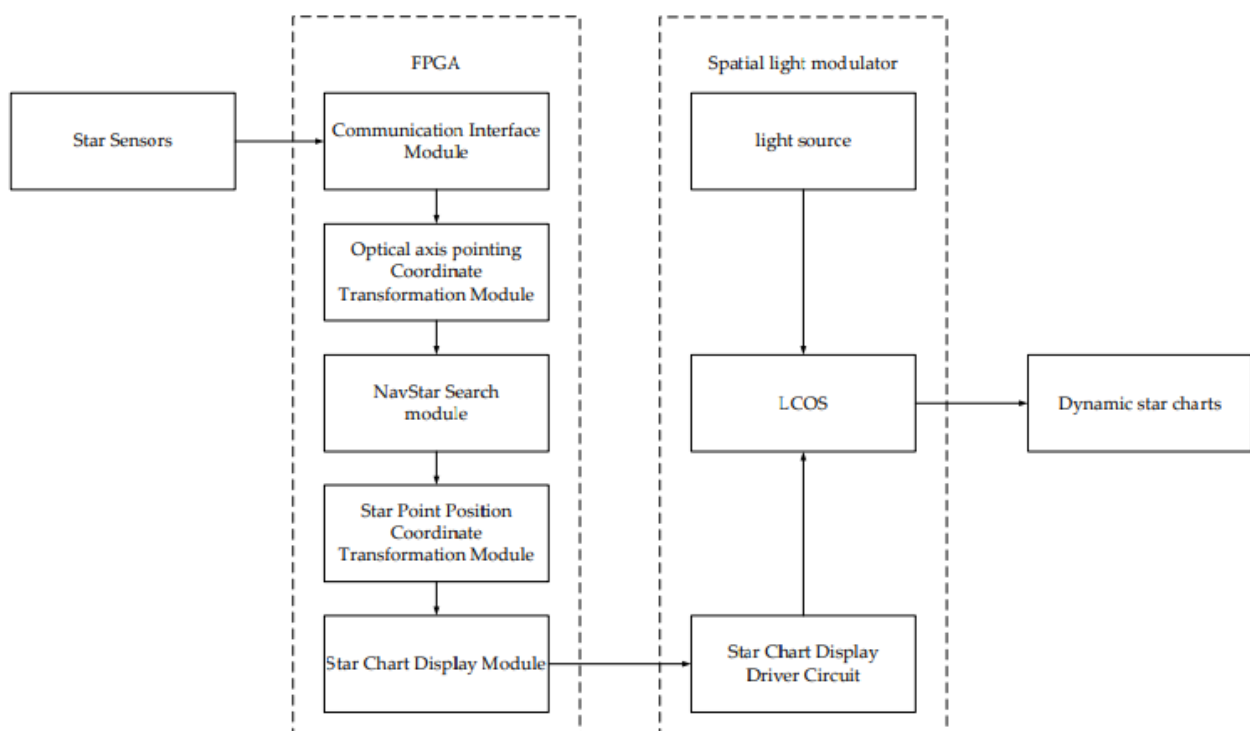 FPGA
Spatial light modulator
Star Sensors
Communication Interface
Module
light source
Optical axis pointing
Coordinate
Transformation Module
NavStar Search
module
LCOS
Dynamic star charts
Star Point Position
Coordinate
Transformation Module
Star Chart Display Module
Star Chart Display
Driver Circuit